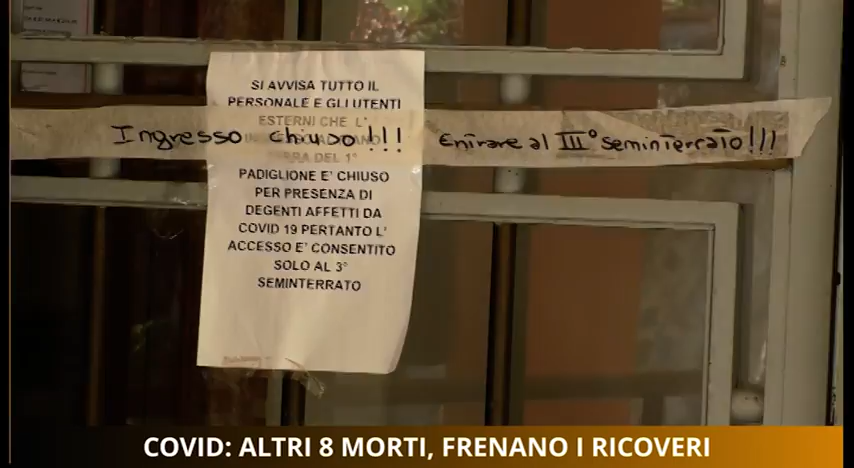 SI AVVISA TUTTO IL
PERSONALE E GLI UTENTI
ESTERNI CHE L'
Ingresso chiuso!!! Entrare al III° seminterrato!!!
DEL 1°
PADIGLIONE E' CHIUSO
PER PRESENZA DI
DEGENTI AFFETTI DA
COVID 19 PERTANTO L'
ACCESSO E' CONSENTITO
SOLO AL 3°
SEMINTERRATO
COVID: ALTRI 8 MORTI, FRENANO I RICOVERI